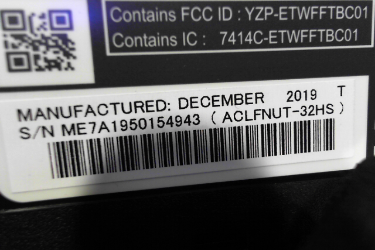 Contains FCC ID : YZP-ETWFFTBC01
Contains IC : 7414C-ETWFFTBC01
MANUFACTURED: DECEMBER 2019 T
S/N ME7A1950154943 ( ACLFNUT-32HS )